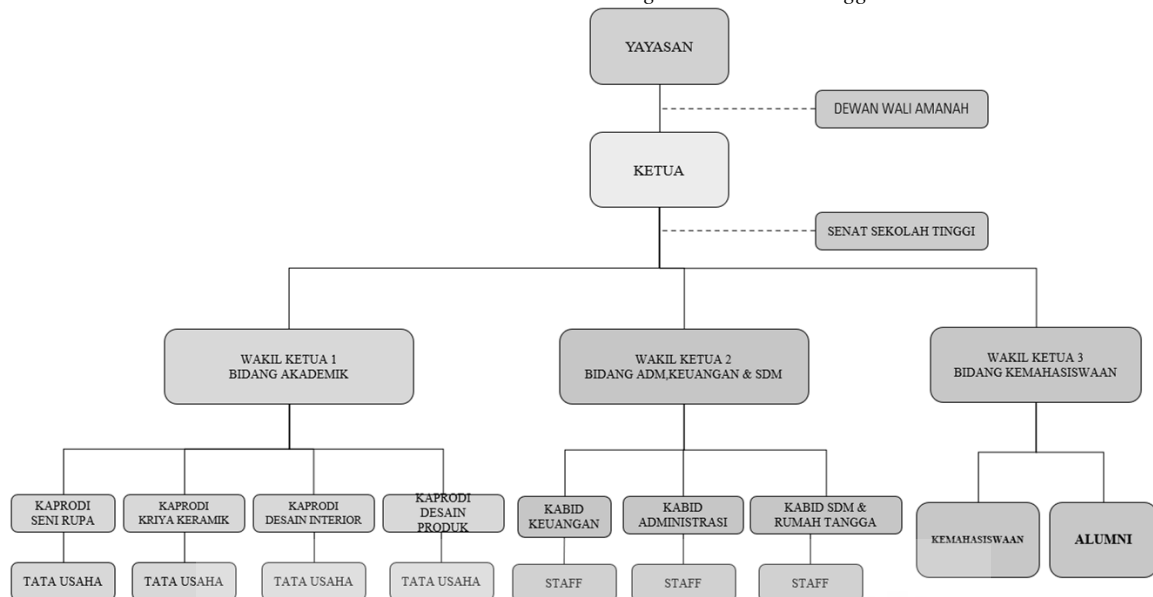 YAYASAN
DEWAN WALI AMANAH
KETUA
SENAT SEKOLAH TINGGI
WAKIL KETUA 1
BIDANG AKADEMIK
WAKIL KETUA 2
BIDANG ADM,KEUANGAN & SDM
WAKIL KETUA 3
BIDANG KEMAHASISWAAN
KAPRODI
SENI RUPA
KAPRODI
KRIYA KERAMIK
KAPRODI
DESAIN INTERIOR
KAPRODI
DESAIN
PRODUK
KABID
KEUANGAN
KABID
ADMINISTRASI
KABID SDM &
RUMAH TANGGA
KEMAHASISWAAN
ALUMNI
TATA USAHA
TATA USAHA
TATA USAHA
TATA USAHA
STAFF
STAFF
STAFF